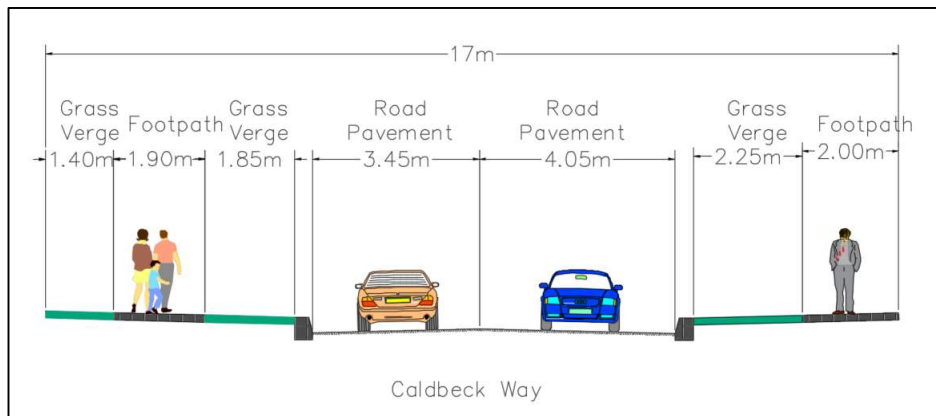 17m
Grass
Verge
1.40m
Footpath
1.90m
Grass
Verge
1.85m
Road
Pavement
3.45m
Road
Pavement
4.05m
Grass
Verge
2.25m
Footpath
2.00m
Caldbeck Way